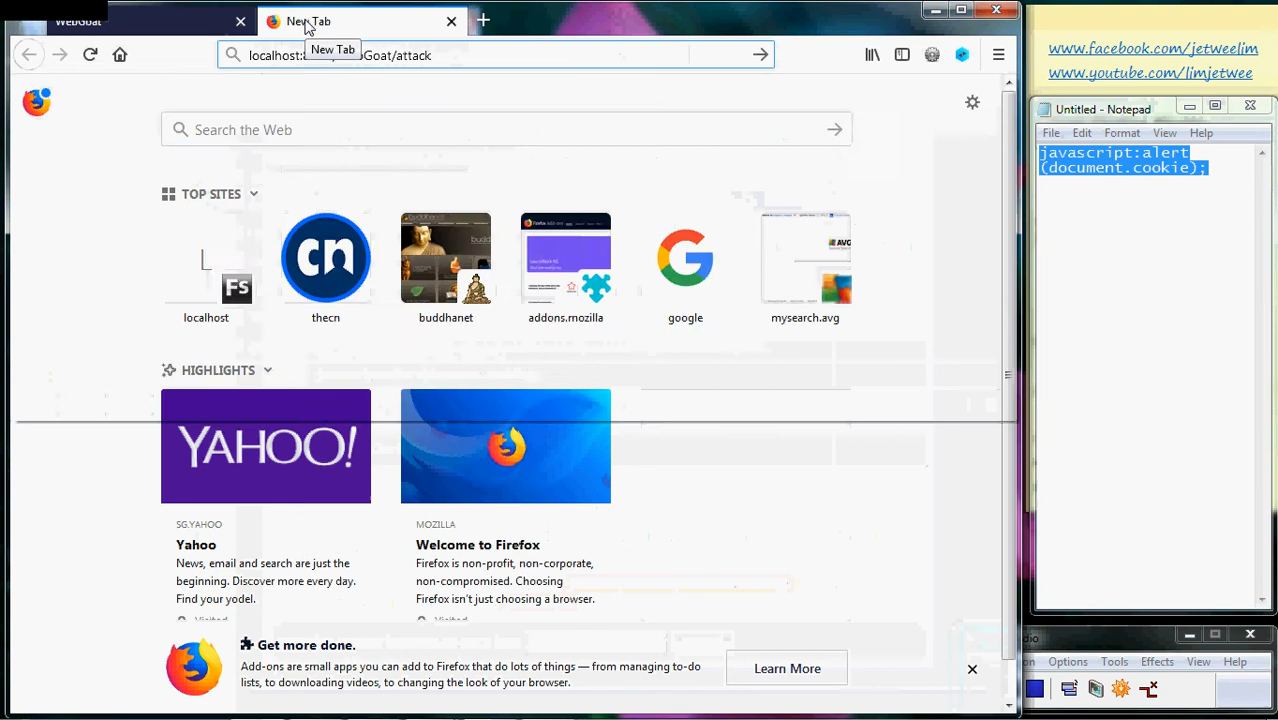 WebGoat
New Tab
New Tab
Goat/attack
Search the Web
TOP SITES
localhost
thecn
buddhanet
addons.mozilla
google
mysearch.avg
cn
Fs
budd
AVG
HIGHLIGHTS
YAHOO!
SG.YAHOO
Yahoo
News, email and search are just the
beginning. Discover more every day.
Find your yodel.
Visited
MOZILLA
Welcome to Firefox
Firefox is non-profit, non-corporate,
non-compromised. Choosing
Firefox isn't just choosing a browser.
Visited
Get more done.
Add-ons are small apps you can add to Firefox that do lots of things — from managing to-do
lists, to downloading videos, to changing the look of your browser.
Learn More
www.facebook.com/jetweelim
www.youtube.com/limjetwee
Untitled - Notepad
File Edit Format View Help
javascript:alert
(document.cookie);
Options Tools Effects View Help